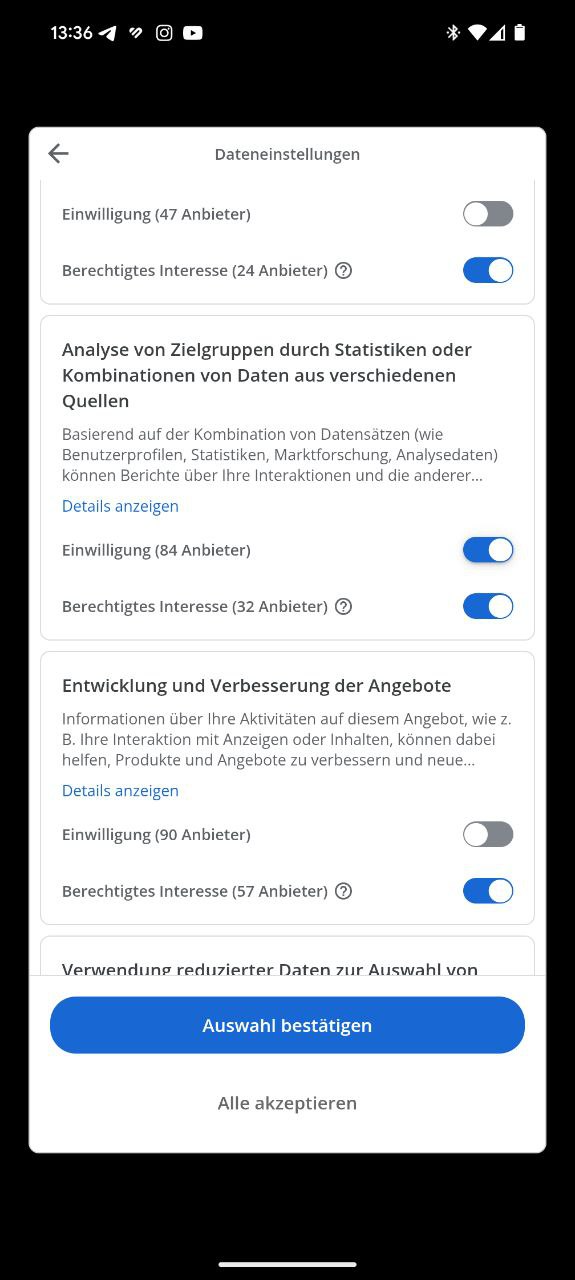 13:36
Dateneinstellungen
Einwilligung (47 Anbieter)
Berechtigtes Interesse (24 Anbieter)
Analyse von Zielgruppen durch Statistiken oder
Kombinationen von Daten aus verschiedenen
Quellen
Basierend auf der Kombination von Datensätzen (wie
Benutzerprofilen, Statistiken, Marktforschung, Analysedaten)
können Berichte über Ihre Interaktionen und die anderer...
Details anzeigen
Einwilligung (84 Anbieter)
Berechtigtes Interesse (32 Anbieter)
Entwicklung und Verbesserung der Angebote
Informationen über Ihre Aktivitäten auf diesem Angebot, wie z.
B. Ihre Interaktion mit Anzeigen oder Inhalten, können dabei
helfen, Produkte und Angebote zu verbessern und neue...
Details anzeigen
Einwilligung (90 Anbieter)
Berechtigtes Interesse (57 Anbieter)
Verwendung reduzierter Daten zur Auswahl von
Auswahl bestätigen
Alle akzeptieren